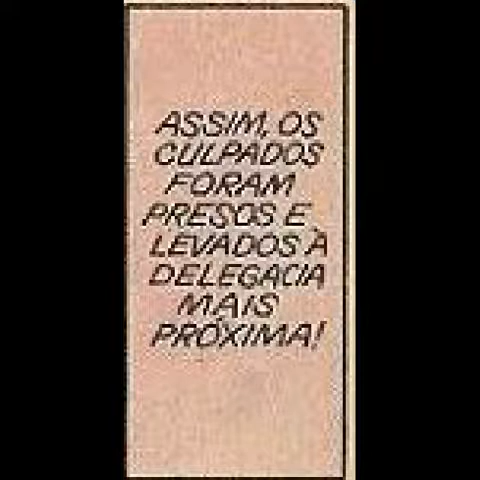 ASSIM, OS
CULPADOS
FORAM
PRESOS E
LEVADOS À
DELEGACIA
MAIS
PRÓXIMA!